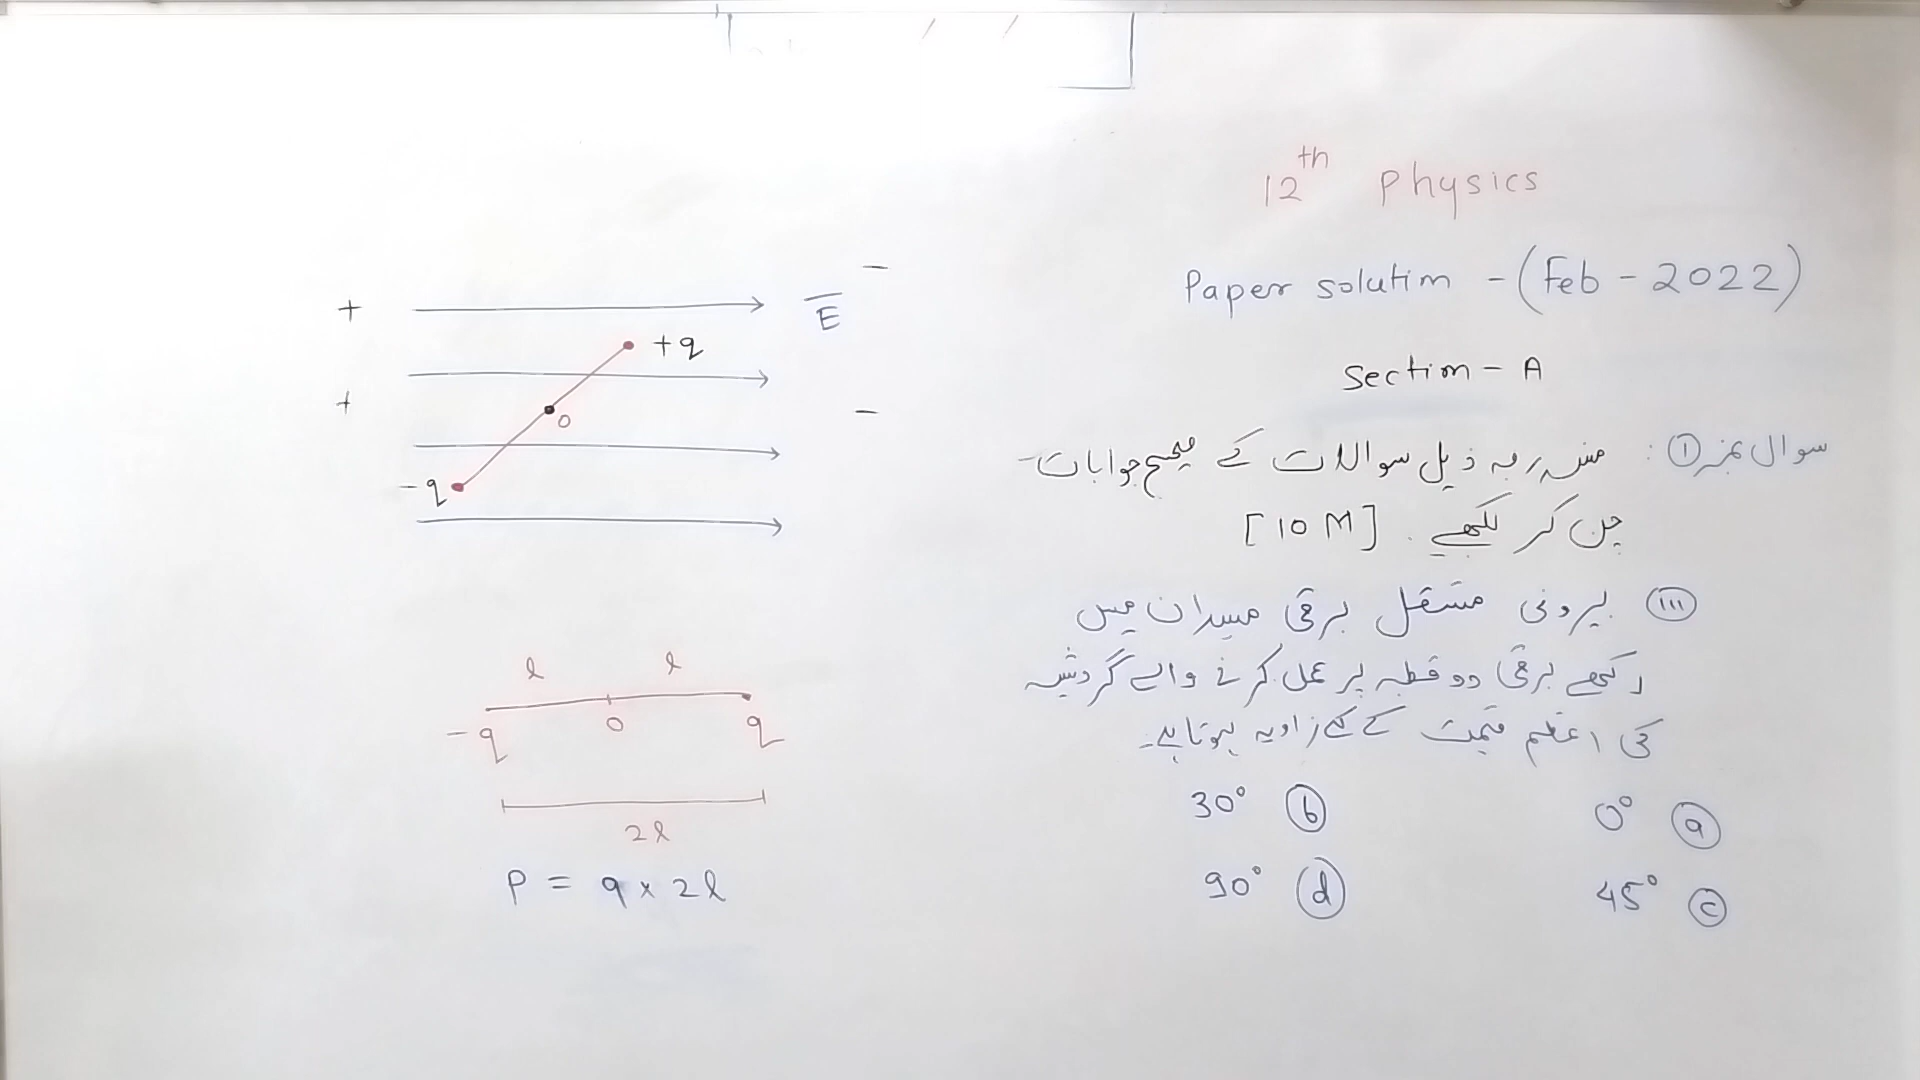 12th Physics
Paper solution - (Feb - 2022)
Section - A
سوال نمبر ①: مندرجہ ذیل سوالات کے صحیح جوابات
چن کر لکھیے. [10 M]
(iii) بیرونی مستقل برقی میدان میں
رکھے برقی دو قطبہ پر عمل کرنے والے گردشہ
کی اعظم قیمت کے لیے زاویہ ہوتا ہے۔
(a) 0° (b) 30°
(c) 45° (d) 90°
+ E −
+q
+ o −
-q
l l
-q o q
2l
P = q × 2l